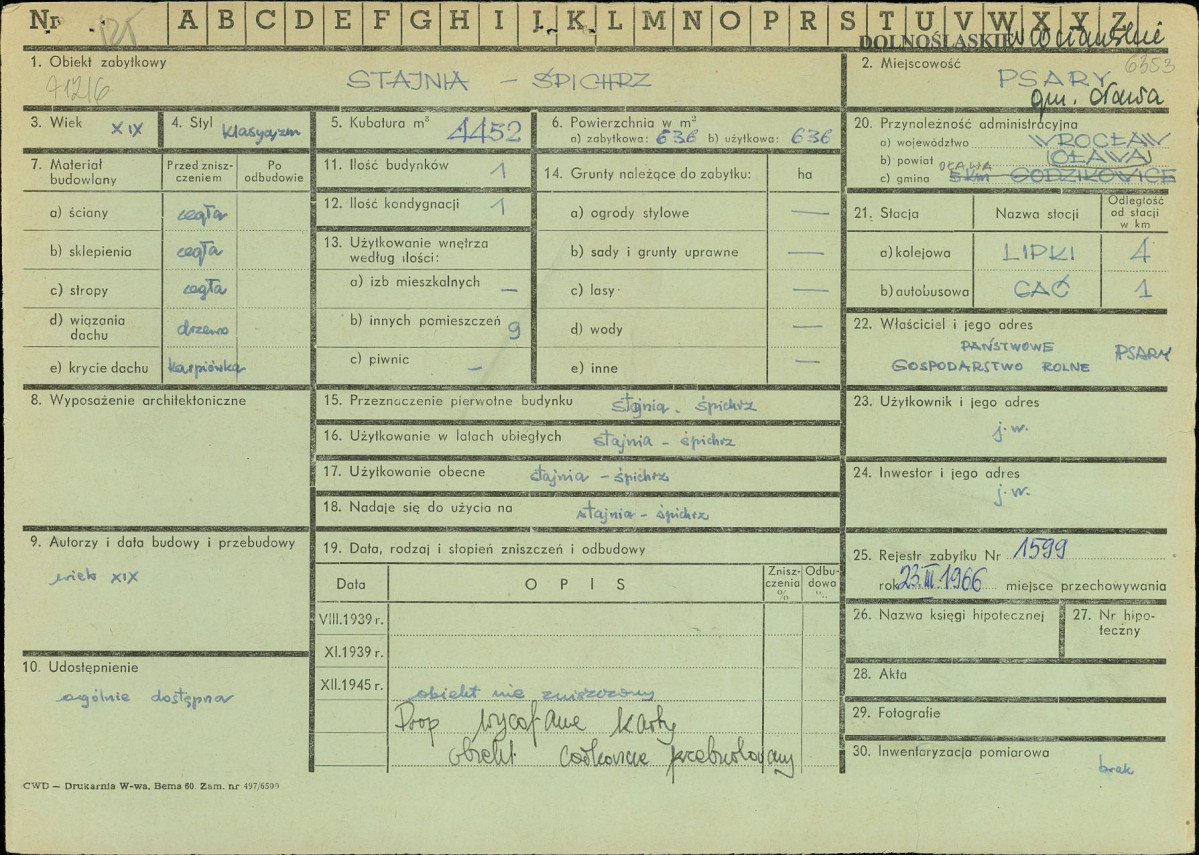 Nr A B C D E F G H I J K L M N O P R S T U V W X Y Z
125
DOLNOŚLĄSKIE
1. Obiekt zabytkowy STAJNIA - ŚPICHRZ
2. Miejscowość PSARY 6353
gm. Oława
3. Wiek XIX
4. Styl klasycyzm
5. Kubatura m³ 4452
6. Powierzchnia w m²
a) zabytkowa: 636 b) użytkowa: 636
7. Materiał budowlany
Przed zniszczeniem
Po odbudowie
a) ściany cegła
b) sklepienia cegła
c) stropy cegła
d) wiązania dachu drzewo
e) krycie dachu karpiówka
8. Wyposażenie architektoniczne
9. Autorzy i data budowy i przebudowy
wiek XIX
10. Udostępnienie
ogólnie dostępna
11. Ilość budynków 1
12. Ilość kondygnacji 1
13. Użytkowanie wnętrza
według ilości:
a) izb mieszkalnych —
b) innych pomieszczeń 9
c) piwnic —
14. Grunty należące do zabytku: ha
a) ogrody stylowe —
b) sady i grunty uprawne —
c) lasy —
d) wody —
e) inne —
15. Przeznaczenie pierwotne budynku stajnia - śpichrz
16. Użytkowanie w latach ubiegłych stajnia - śpichrz
17. Użytkowanie obecne stajnia - śpichrz
18. Nadaje się do użycia na stajnia - śpichrz
19. Data, rodzaj i stopień zniszczeń i odbudowy
Data OPIS Zniszczenia % Odbudowa %
VIII.1939 r.
XI.1939 r.
XII.1945 r. obiekt nie zniszczony
Prop wycofane karty
obiekt całkowicie przebudowany
20. Przynależność administracyjna
a) województwo WROCŁAW
b) powiat OŁAWA
c) gmina OŁAWA GODZIKOWICE
21. Stacja Nazwa stacji Odległość od stacji w km
a) kolejowa LIPKI 4
b) autobusowa GAĆ 1
22. Właściciel i jego adres
PAŃSTWOWE
GOSPODARSTWO ROLNE PSARY
23. Użytkownik i jego adres
j.w.
24. Inwestor i jego adres
j.w.
25. Rejestr zabytku Nr 1599
rok 23.III.1966 miejsce przechowywania
26. Nazwa księgi hipotecznej
27. Nr hipoteczny
28. Akta
29. Fotografie
30. Inwentaryzacja pomiarowa
brak
CWD — Drukarnia W-wa, Bema 60. Zam. nr 497/6500